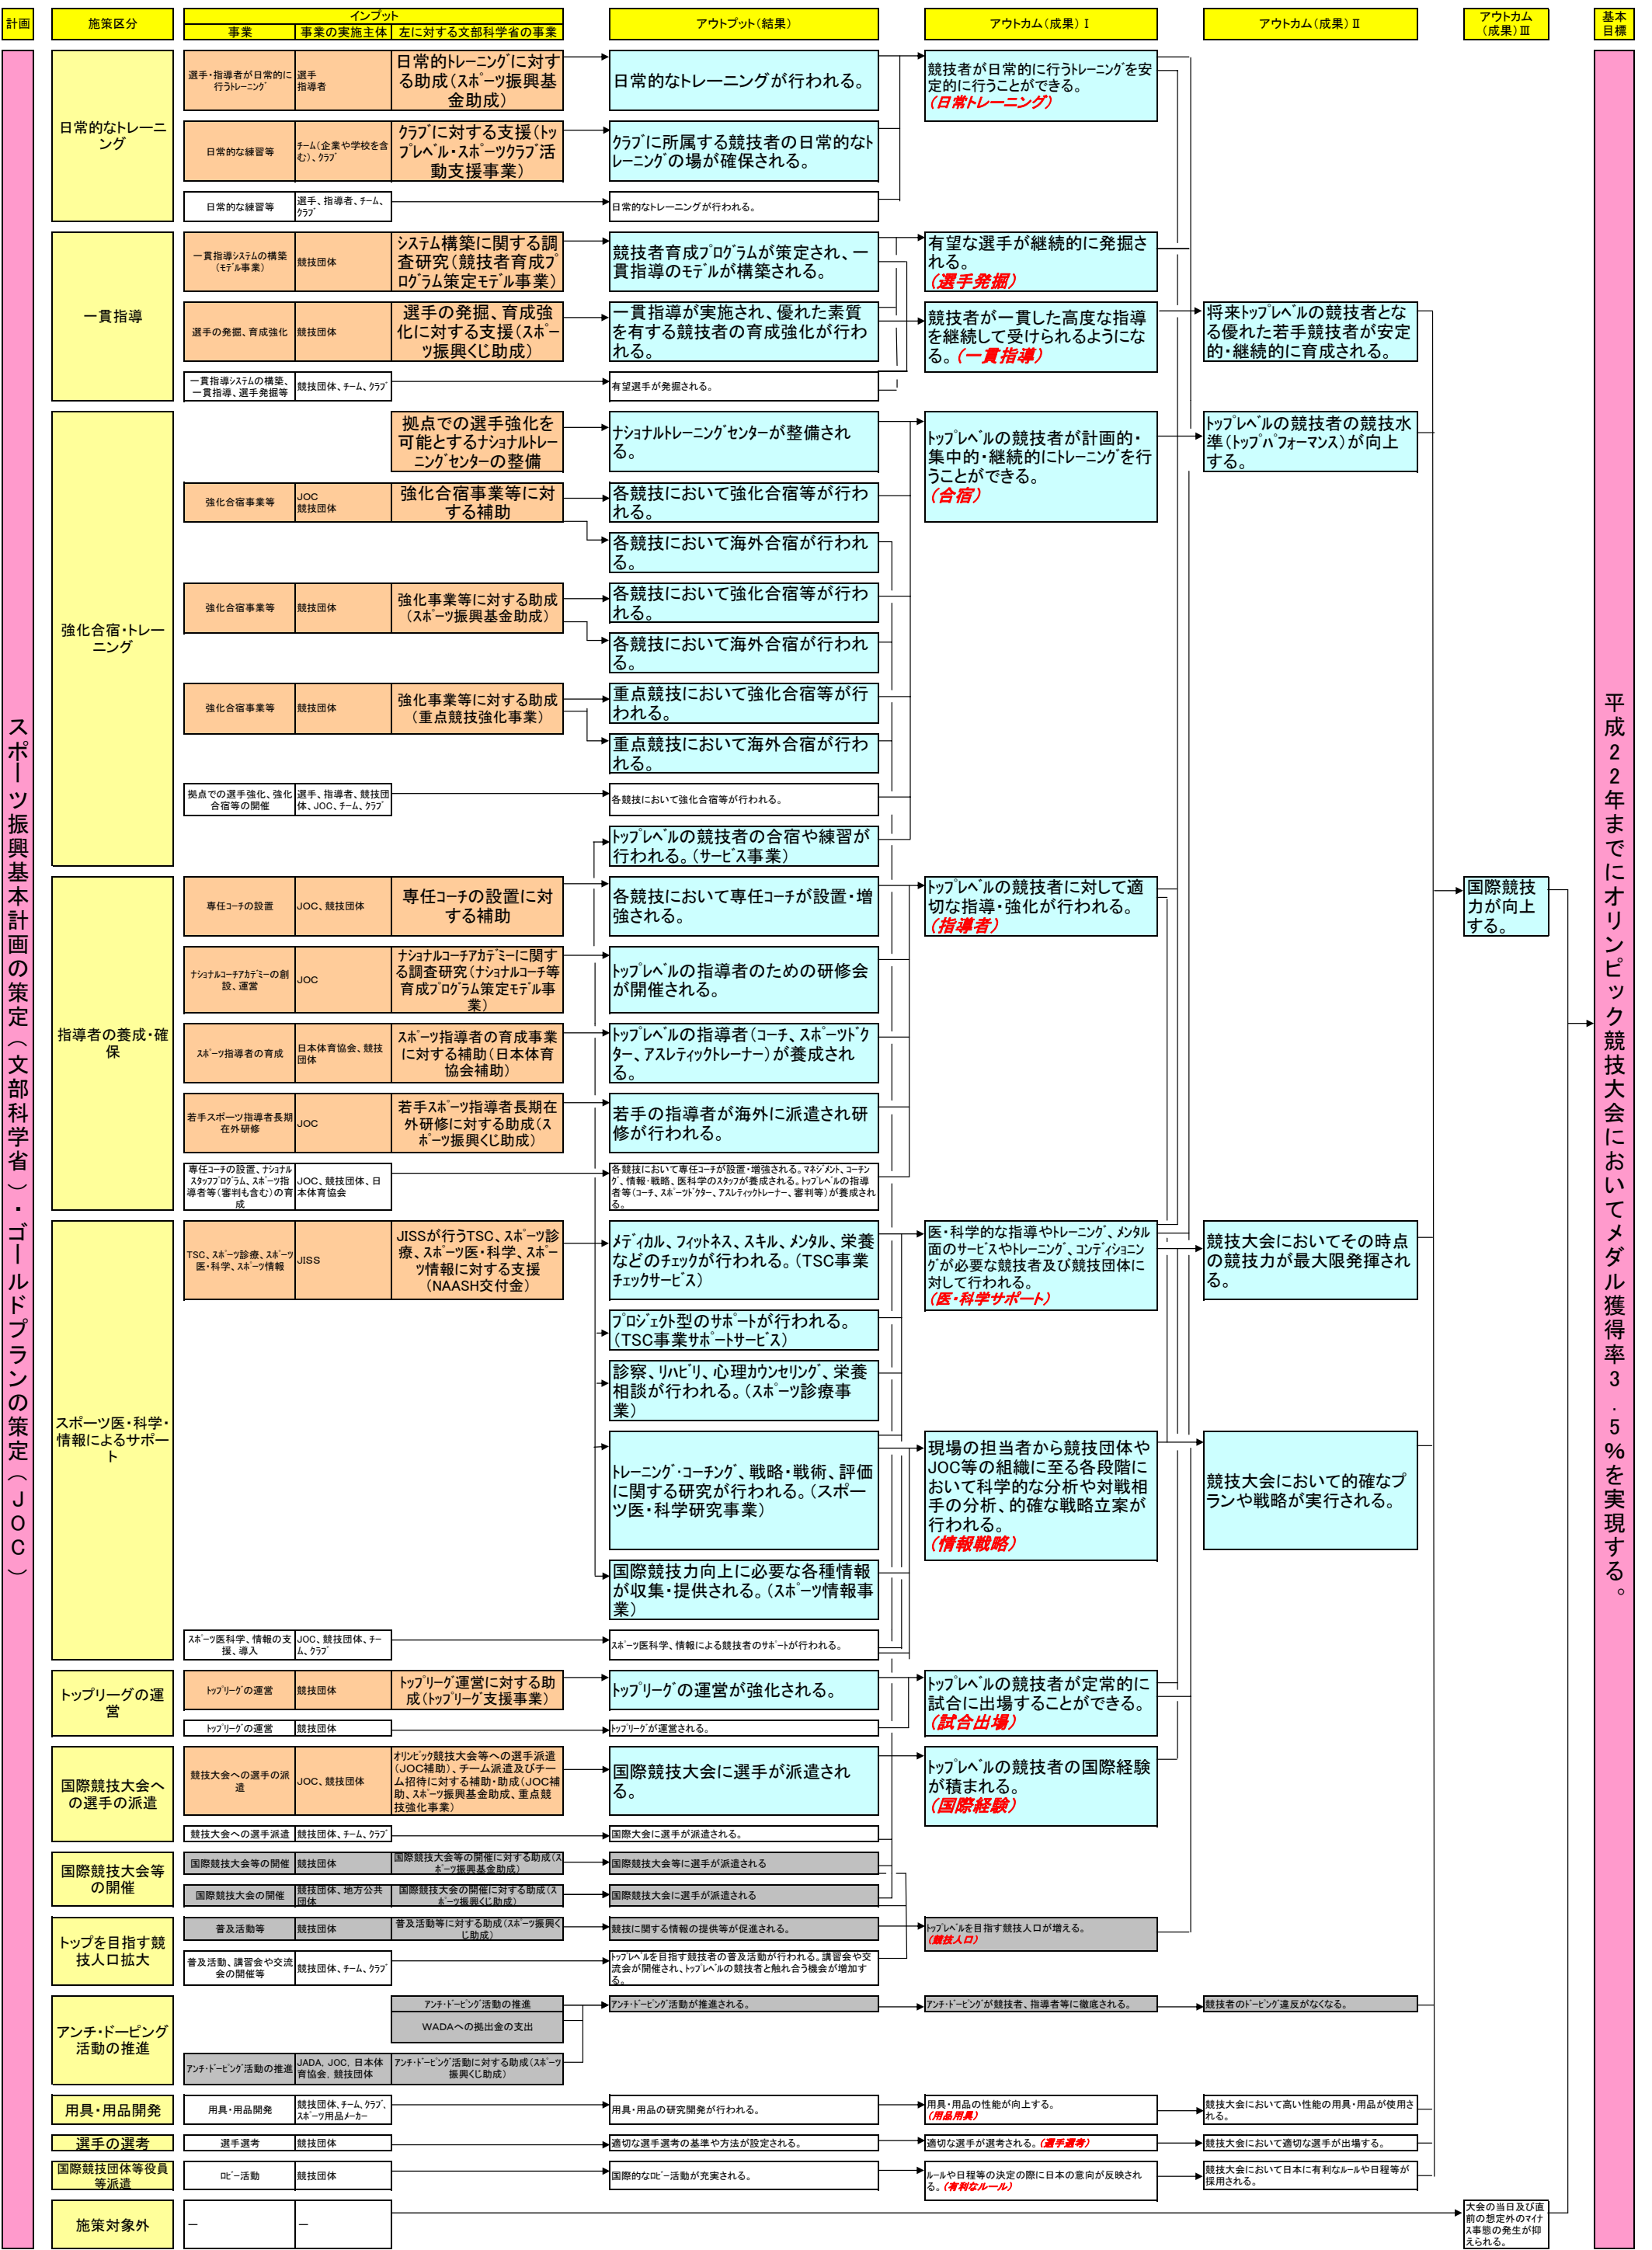 計画
施策区分
インプット
事業
事業の実施主体
左に対する文部科学省の事業
アウトプット(結果)
アウトカム(成果)Ⅰ
アウトカム(成果)Ⅱ
アウトカム
(成果)Ⅲ
基本
目標
スポーツ振興基本計画の策定(文部科学省)・ゴールドプランの策定(JOC)
日常的なトレーニ
ング
選手・指導者が日常的に
行うトレーニング
選手
指導者
日常的トレーニングに対す
る助成(スポーツ振興基
金助成)
日常的なトレーニングが行われる。
競技者が日常的に行うトレーニングを安
定的に行うことができる。
(日常トレーニング)
日常的な練習等
チーム(企業や学校を含
む)、クラブ
クラブに対する支援(トッ
プレベル・スポーツクラブ活
動支援事業)
クラブに所属する競技者の日常的なト
レーニングの場が確保される。
日常的な練習等
選手、指導者、チーム、
クラブ
日常的なトレーニングが行われる。
一貫指導
一貫指導システムの構築
(モデル事業)
競技団体
システム構築に関する調
査研究(競技者育成プ
ログラム策定モデル事業)
競技者育成プログラムが策定され、一
貫指導のモデルが構築される。
有望な選手が継続的に発掘さ
れる。
(選手発掘)
選手の発掘、育成強化
競技団体
選手の発掘、育成強
化に対する支援(スポー
ツ振興くじ助成)
一貫指導が実施され、優れた素質
を有する競技者の育成強化が行わ
れる。
競技者が一貫した高度な指導
を継続して受けられるようにな
る。(一貫指導)
将来トップレベルの競技者とな
る優れた若手競技者が安定
的・継続的に育成される。
一貫指導システムの構築、
一貫指導、選手発掘等
競技団体、チーム、クラブ
有望選手が発掘される。
強化合宿・トレー
ニング
拠点での選手強化を
可能とするナショナルトレー
ニングセンターの整備
ナショナルトレーニングセンターが整備され
る。
トップレベルの競技者が計画的・
集中的・継続的にトレーニングを行
うことができる。
(合宿)
トップレベルの競技者の競技水
準(トップパフォーマンス)が向上
する。
強化合宿事業等
JOC
競技団体
強化合宿事業等に対
する補助
各競技において強化合宿等が行わ
れる。
各競技において海外合宿が行われ
る。
強化合宿事業等
競技団体
強化事業等に対する助成
(スポーツ振興基金助成)
各競技において強化合宿等が行わ
れる。
各競技において海外合宿が行われ
る。
強化合宿事業等
競技団体
強化事業等に対する助成
(重点競技強化事業)
重点競技において強化合宿等が行
われる。
重点競技において海外合宿が行わ
れる。
拠点での選手強化、強化
合宿等の開催
選手、指導者、競技団
体、JOC、チーム、クラブ
各競技において強化合宿等が行われる。
トップレベルの競技者の合宿や練習が
行われる。(サービス事業)
指導者の養成・確
保
専任コーチの設置
JOC、競技団体
専任コーチの設置に対
する補助
各競技において専任コーチが設置・増
強される。
トップレベルの競技者に対して適
切な指導・強化が行われる。
(指導者)
国際競技
力が向上
する。
ナショナルコーチアカデミーの創
設、運営
JOC
ナショナルコーチアカデミーに関す
る調査研究(ナショナルコーチ等
育成プログラム策定モデル事
業)
トップレベルの指導者のための研修会
が開催される。
スポーツ指導者の育成
日本体育協会、競技
団体
スポーツ指導者の育成事業
に対する補助(日本体育
協会補助)
トップレベルの指導者(コーチ、スポーツドク
ター、アスレティックトレーナー)が養成され
る。
若手スポーツ指導者長期
在外研修
JOC
若手スポーツ指導者長期在
外研修に対する助成(ス
ポーツ振興くじ助成)
若手の指導者が海外に派遣され研
修が行われる。
専任コーチの設置、ナショナル
スタッフプログラム、スポーツ指
導者等(審判も含む)の育
成
JOC、競技団体、日
本体育協会
各競技において専任コーチが設置・増強される。マネジメント、コーチン
グ、情報・戦略、医科学のスタッフが養成される。トップレベルの指導
者等(コーチ、スポーツドクター、アスレティックトレーナー、審判等)が養成され
る。
スポーツ医・科学・
情報によるサポー
ト
TSC、スポーツ診療、スポーツ
医・科学、スポーツ情報
JISS
JISSが行うTSC、スポーツ診
療、スポーツ医・科学、スポー
ツ情報に対する支援
(NAASH交付金)
メディカル、フィットネス、スキル、メンタル、栄養
などのチェックが行われる。(TSC事業
チェックサービス)
医・科学的な指導やトレーニング、メンタル
面のサービスやトレーニング、コンディショニン
グが必要な競技者及び競技団体に
対して行われる。
(医・科学サポート)
競技大会においてその時点
の競技力が最大限発揮され
る。
プロジェクト型のサポートが行われる。
(TSC事業サポートサービス)
診察、リハビリ、心理カウンセリング、栄養
相談が行われる。(スポーツ診療事
業)
トレーニング・コーチング、戦略・戦術、評価
に関する研究が行われる。(スポー
ツ医・科学研究事業)
現場の担当者から競技団体や
JOC等の組織に至る各段階に
おいて科学的な分析や対戦相
手の分析、的確な戦略立案が
行われる。
(情報戦略)
競技大会において的確なプ
ランや戦略が実行される。
国際競技力向上に必要な各種情報
が収集・提供される。(スポーツ情報事
業)
スポーツ医科学、情報の支
援、導入
JOC、競技団体、チー
ム、クラブ
スポーツ医科学、情報による競技者のサポートが行われる。
トップリーグの運
営
トップリーグの運営
競技団体
トップリーグ運営に対する助
成(トップリーグ支援事業)
トップリーグの運営が強化される。
トップレベルの競技者が定常的に
試合に出場することができる。
(試合出場)
トップリーグの運営
競技団体
トップリーグが運営される。
国際競技大会へ
の選手の派遣
競技大会への選手の派
遣
JOC、競技団体
オリンピック競技大会等への選手派遣
(JOC補助)、チーム派遣及びチー
ム招待に対する補助・助成(JOC補
助、スポーツ振興基金助成、重点競
技強化事業)
国際競技大会に選手が派遣され
る。
トップレベルの競技者の国際経験
が積まれる。
(国際経験)
競技大会への選手派遣
競技団体、チーム、クラブ
国際大会に選手が派遣される。
国際競技大会等
の開催
国際競技大会等の開催
競技団体
国際競技大会等の開催に対する助成(ス
ポーツ振興基金助成)
国際競技大会等に選手が派遣される
国際競技大会の開催
競技団体、地方公共
団体
国際競技大会の開催に対する助成(ス
ポーツ振興くじ助成)
国際競技大会に選手が派遣される
トップを目指す競
技人口拡大
普及活動等
競技団体
普及活動等に対する助成(スポーツ振興く
じ助成)
競技に関する情報の提供等が促進される。
トップレベルを目指す競技人口が増える。
(競技人口)
普及活動、講習会や交流
会の開催等
競技団体、チーム、クラブ
トップレベルを目指す競技者の普及活動が行われる。講習会や交
流会が開催され、トップレベルの競技者と触れ合う機会が増加す
る。
アンチ・ドーピング
活動の推進
アンチ・ドーピング活動の推進
WADAへの拠出金の支出
アンチ・ドーピング活動が推進される。
アンチ・ドーピングが競技者、指導者等に徹底される。
競技者のドーピング違反がなくなる。
アンチ・ドーピング活動の推進
JADA、JOC、日本体
育協会、競技団体
アンチ・ドーピング活動に対する助成(スポーツ
振興くじ助成)
用具・用品開発
用具・用品開発
競技団体、チーム、クラブ、
スポーツ用品メーカー
用具・用品の研究開発が行われる。
用具・用品の性能が向上する。
(用品用具)
競技大会において高い性能の用具・用品が使用さ
れる。
選手の選考
選手選考
競技団体
適切な選手選考の基準や方法が設定される。
適切な選手が選考される。(選手選考)
競技大会において適切な選手が出場する。
国際競技団体等役員
等派遣
ロビー活動
競技団体
国際的なロビー活動が充実される。
ルールや日程等の決定の際に日本の意向が反映され
る。(有利なルール)
競技大会において日本に有利なルールや日程等が
採用される。
施策対象外
－
－
大会の当日及び直
前の想定外のマイナ
ス事態の発生が抑
えられる。
平成22年までにオリンピック競技大会においてメダル獲得率3.5%を実現する。